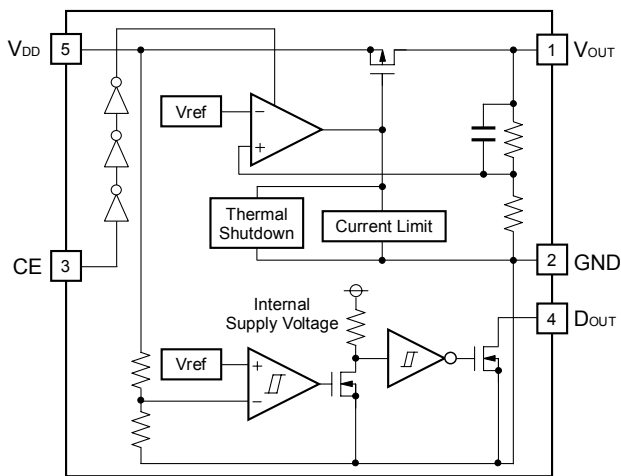 VDD 5
1 VOUT
Vref
−
+
Thermal
Shutdown
Current Limit
CE 3
2 GND
Internal
Supply Voltage
4 DOUT
Vref
+
−